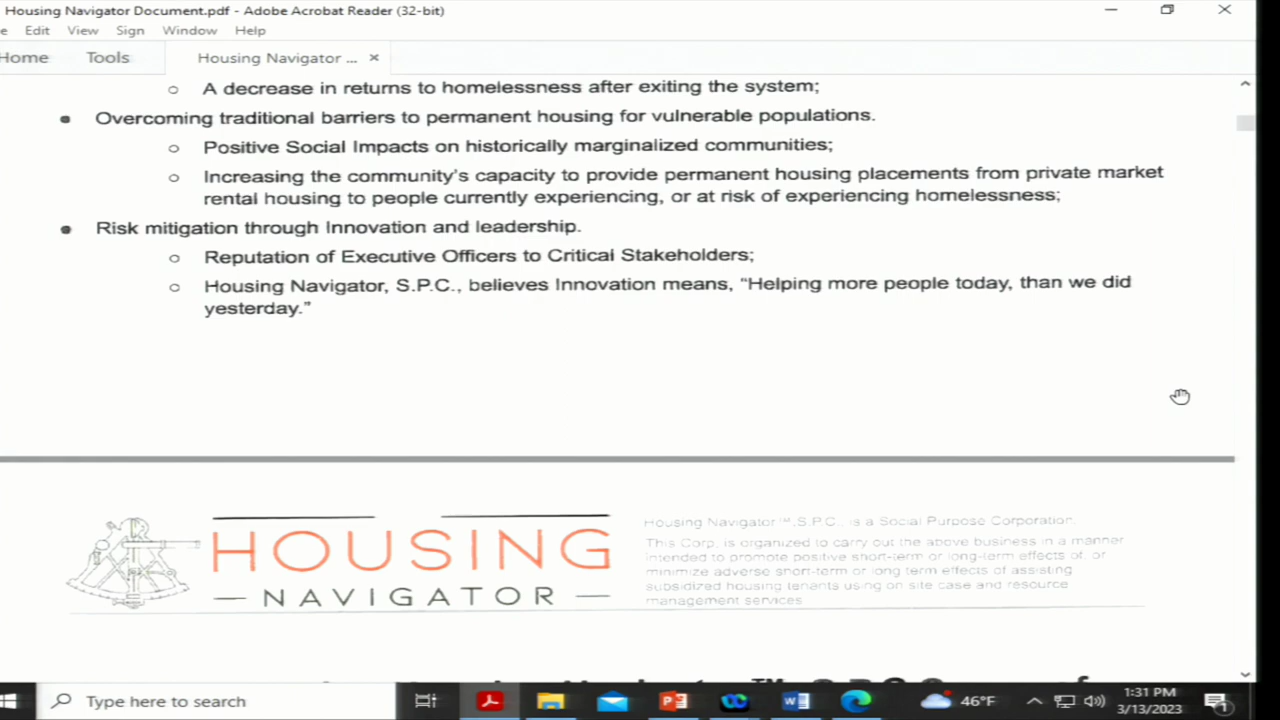 Housing Navigator Document.pdf - Adobe Acrobat Reader (32-bit)
Edit View Sign Window Help
Home Tools Housing Navigator ... ×
A decrease in returns to homelessness after exiting the system;
Overcoming traditional barriers to permanent housing for vulnerable populations.
Positive Social Impacts on historically marginalized communities;
Increasing the community's capacity to provide permanent housing placements from private market
rental housing to people currently experiencing, or at risk of experiencing homelessness;
Risk mitigation through Innovation and leadership.
Reputation of Executive Officers to Critical Stakeholders;
Housing Navigator, S.P.C., believes Innovation means, "Helping more people today, than we did
yesterday."
HOUSING
NAVIGATOR
Housing Navigator™,S.P.C., is a Social Purpose Corporation.
This Corp, is organized to carry out the above business in a manner
intended to promote positive short-term or long-term effects of, or
minimize adverse short-term or long term effects of assisting
subsidized housing tenants using on site case and resource
management services
Type here to search
46°F
1:31 PM
3/13/2023
1